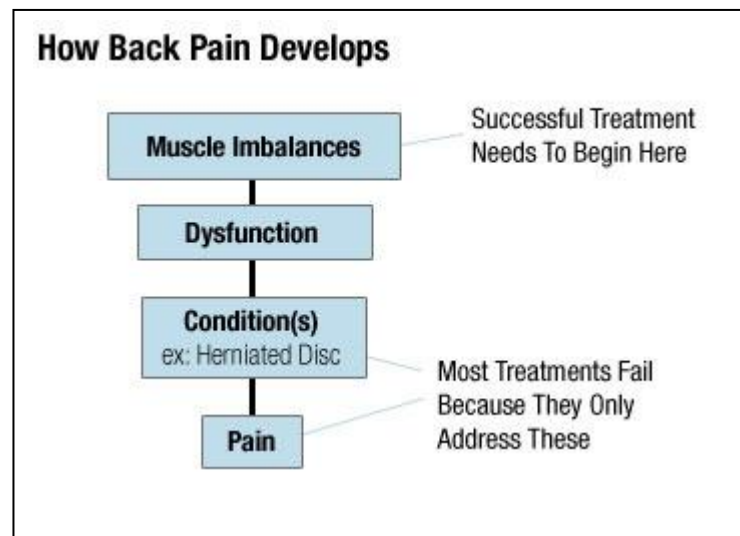 How Back Pain Develops
Muscle Imbalances
Successful Treatment
Needs To Begin Here
Dysfunction
Condition(s)
ex: Herniated Disc
Most Treatments Fail
Because They Only
Address These
Pain